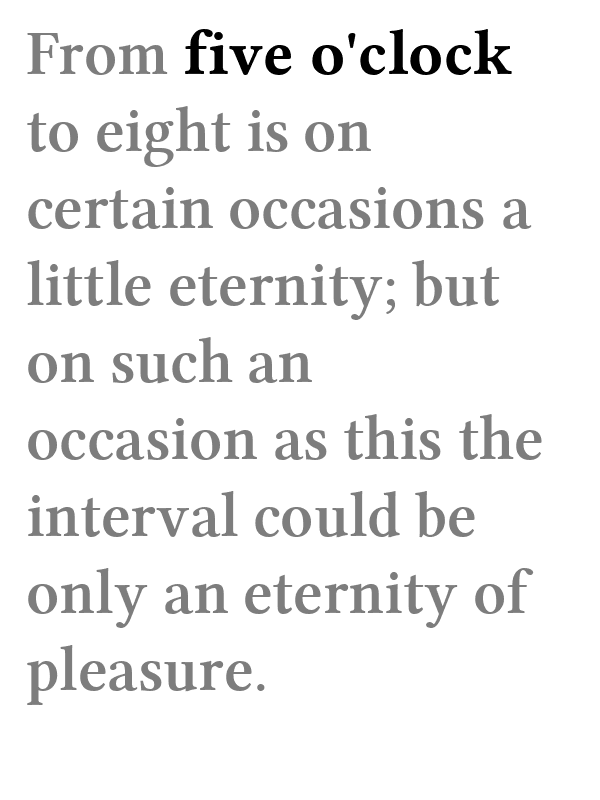 From five o'clock
to eight is on
certain occasions a
little eternity; but
on such an
occasion as this the
interval could be
only an eternity of
pleasure.